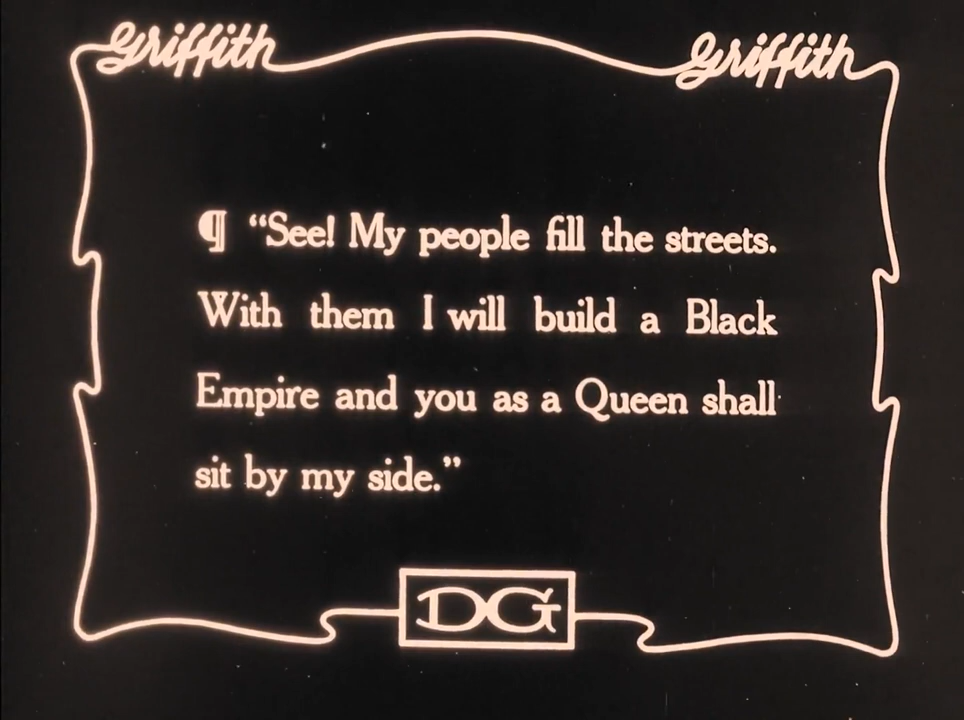 Griffith Griffith
¶ “See! My people fill the streets.
With them I will build a Black
Empire and you as a Queen shall
sit by my side.”
DG